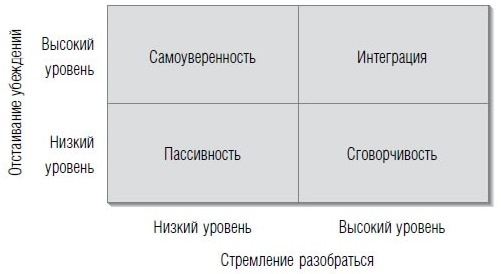 Отстаивание убеждений
Высокий
уровень
Самоуверенность
Интеграция
Низкий
уровень
Пассивность
Сговорчивость
Низкий уровень
Высокий уровень
Стремление разобраться